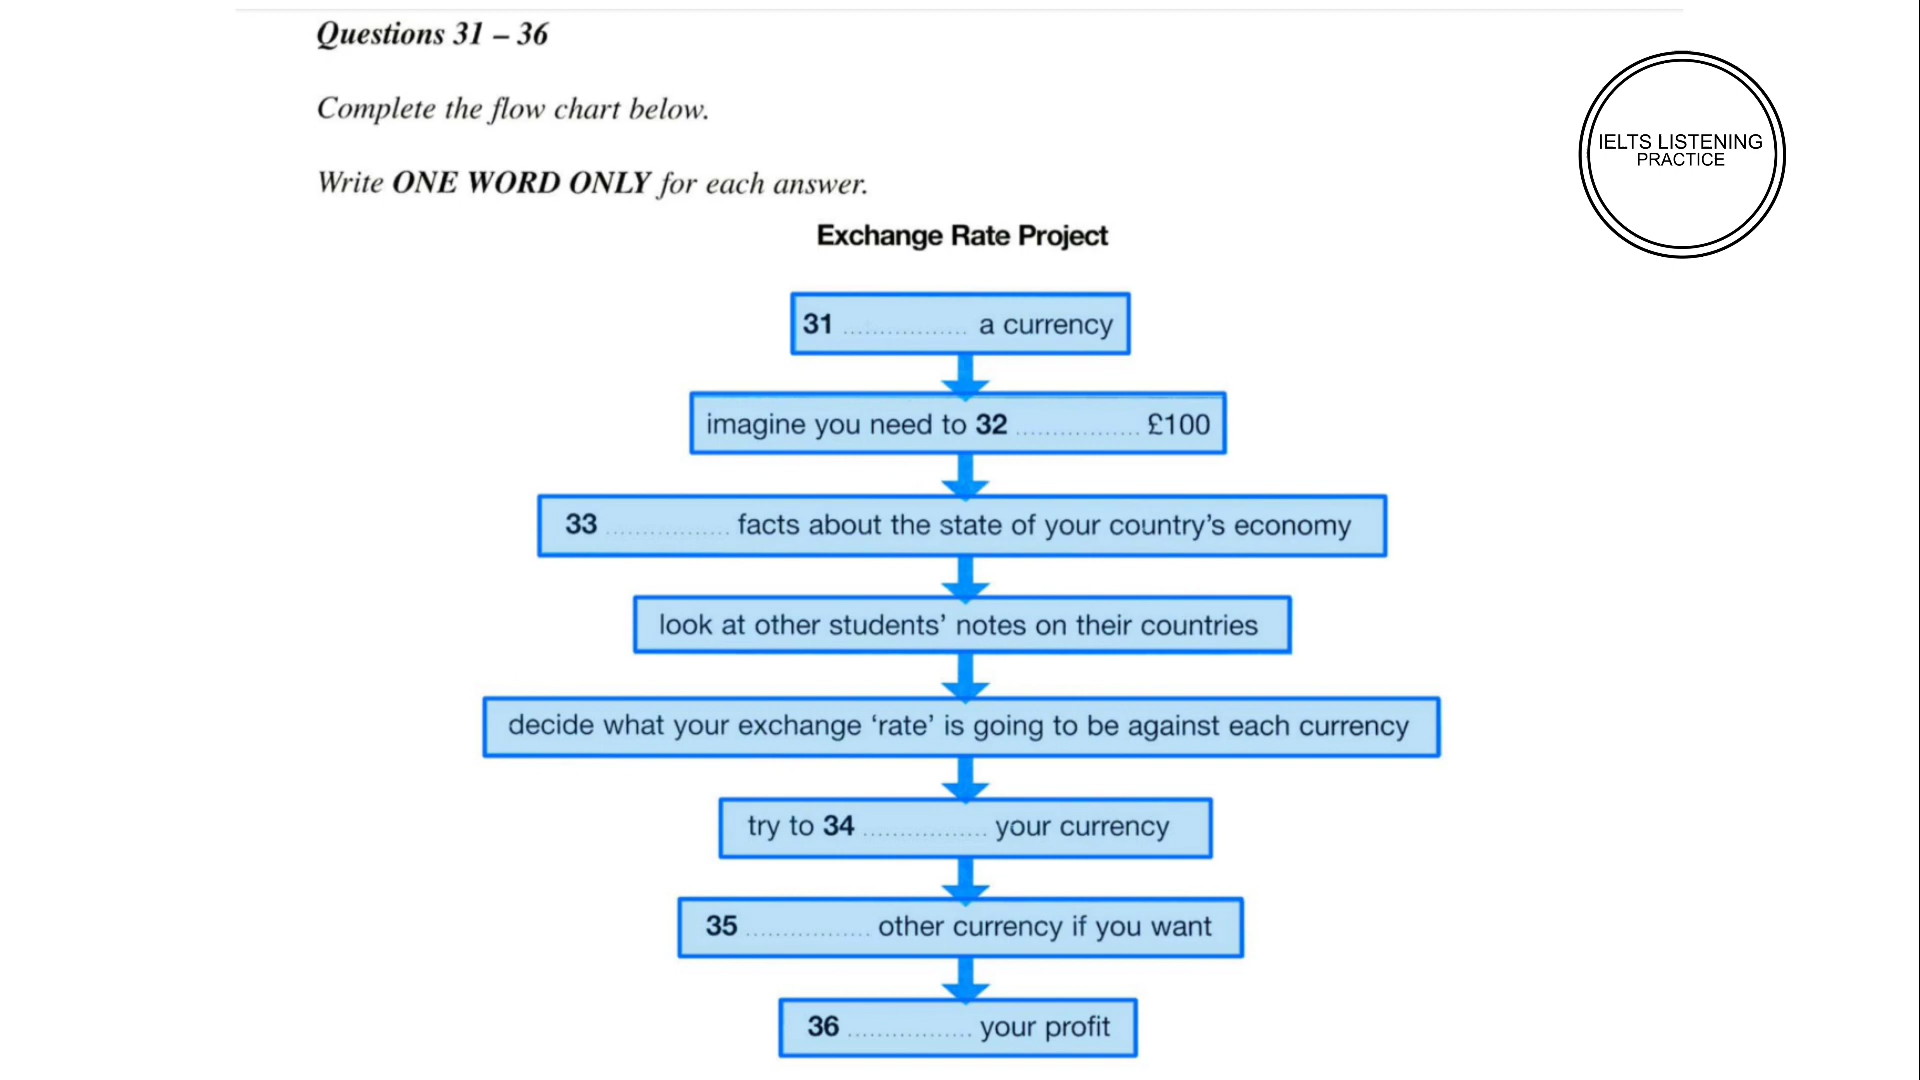 Questions 31 – 36
Complete the flow chart below.
Write ONE WORD ONLY for each answer.
IELTS LISTENING
PRACTICE
Exchange Rate Project
31 ................. a currency
imagine you need to 32 ................. £100
33 ................. facts about the state of your country's economy
look at other students' notes on their countries
decide what your exchange 'rate' is going to be against each currency
try to 34 ................. your currency
35 ................. other currency if you want
36 ................. your profit